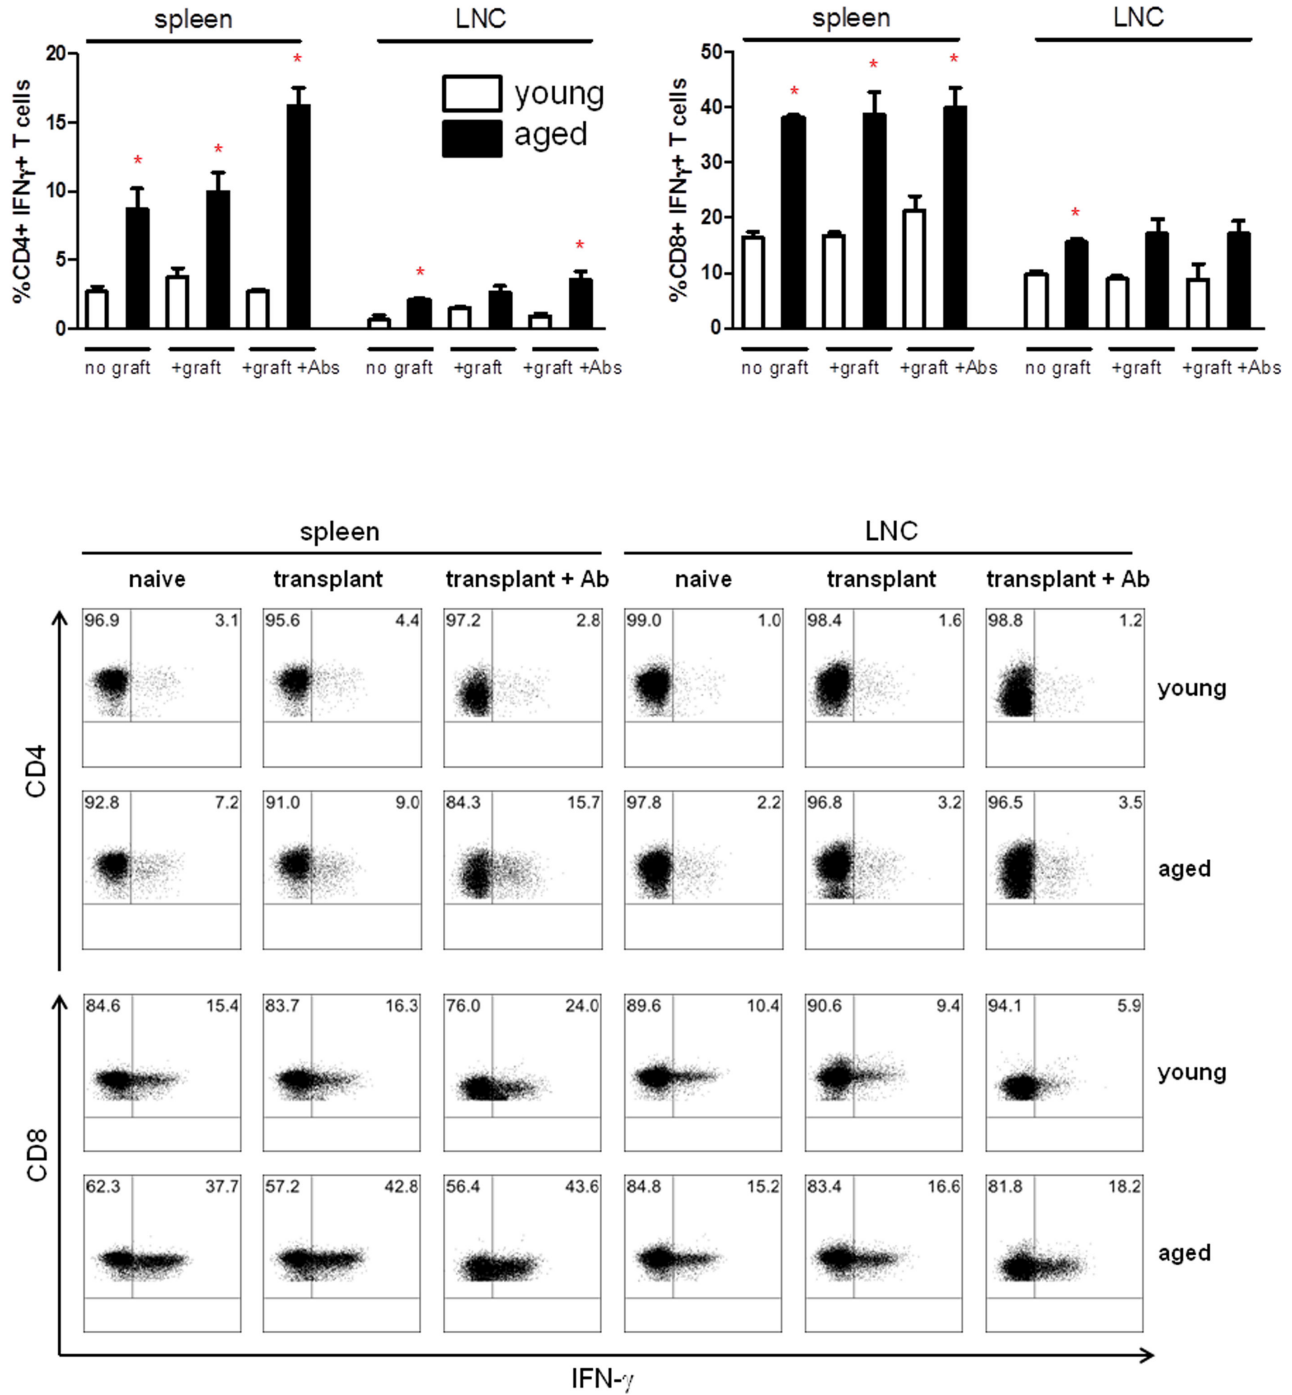 spleen LNC spleen LNC
* * * * *
young
aged
* * * *
%CD4+ IFNγ+ T cells
20
15
10
5
0
%CD8+ IFNγ+ T cells
50
40
30
20
10
0
no graft +graft +graft +Abs no graft +graft +graft +Abs
no graft +graft +graft +Abs no graft +graft +graft +Abs
spleen LNC
naive transplant transplant + Ab naive transplant transplant + Ab
96.9 3.1 95.6 4.4 97.2 2.8 99.0 1.0 98.4 1.6 98.8 1.2
young
CD4
92.8 7.2 91.0 9.0 84.3 15.7 97.8 2.2 96.8 3.2 96.5 3.5
aged
84.6 15.4 83.7 16.3 76.0 24.0 89.6 10.4 90.6 9.4 94.1 5.9
young
CD8
62.3 37.7 57.2 42.8 56.4 43.6 84.8 15.2 83.4 16.6 81.8 18.2
aged
IFN-γ